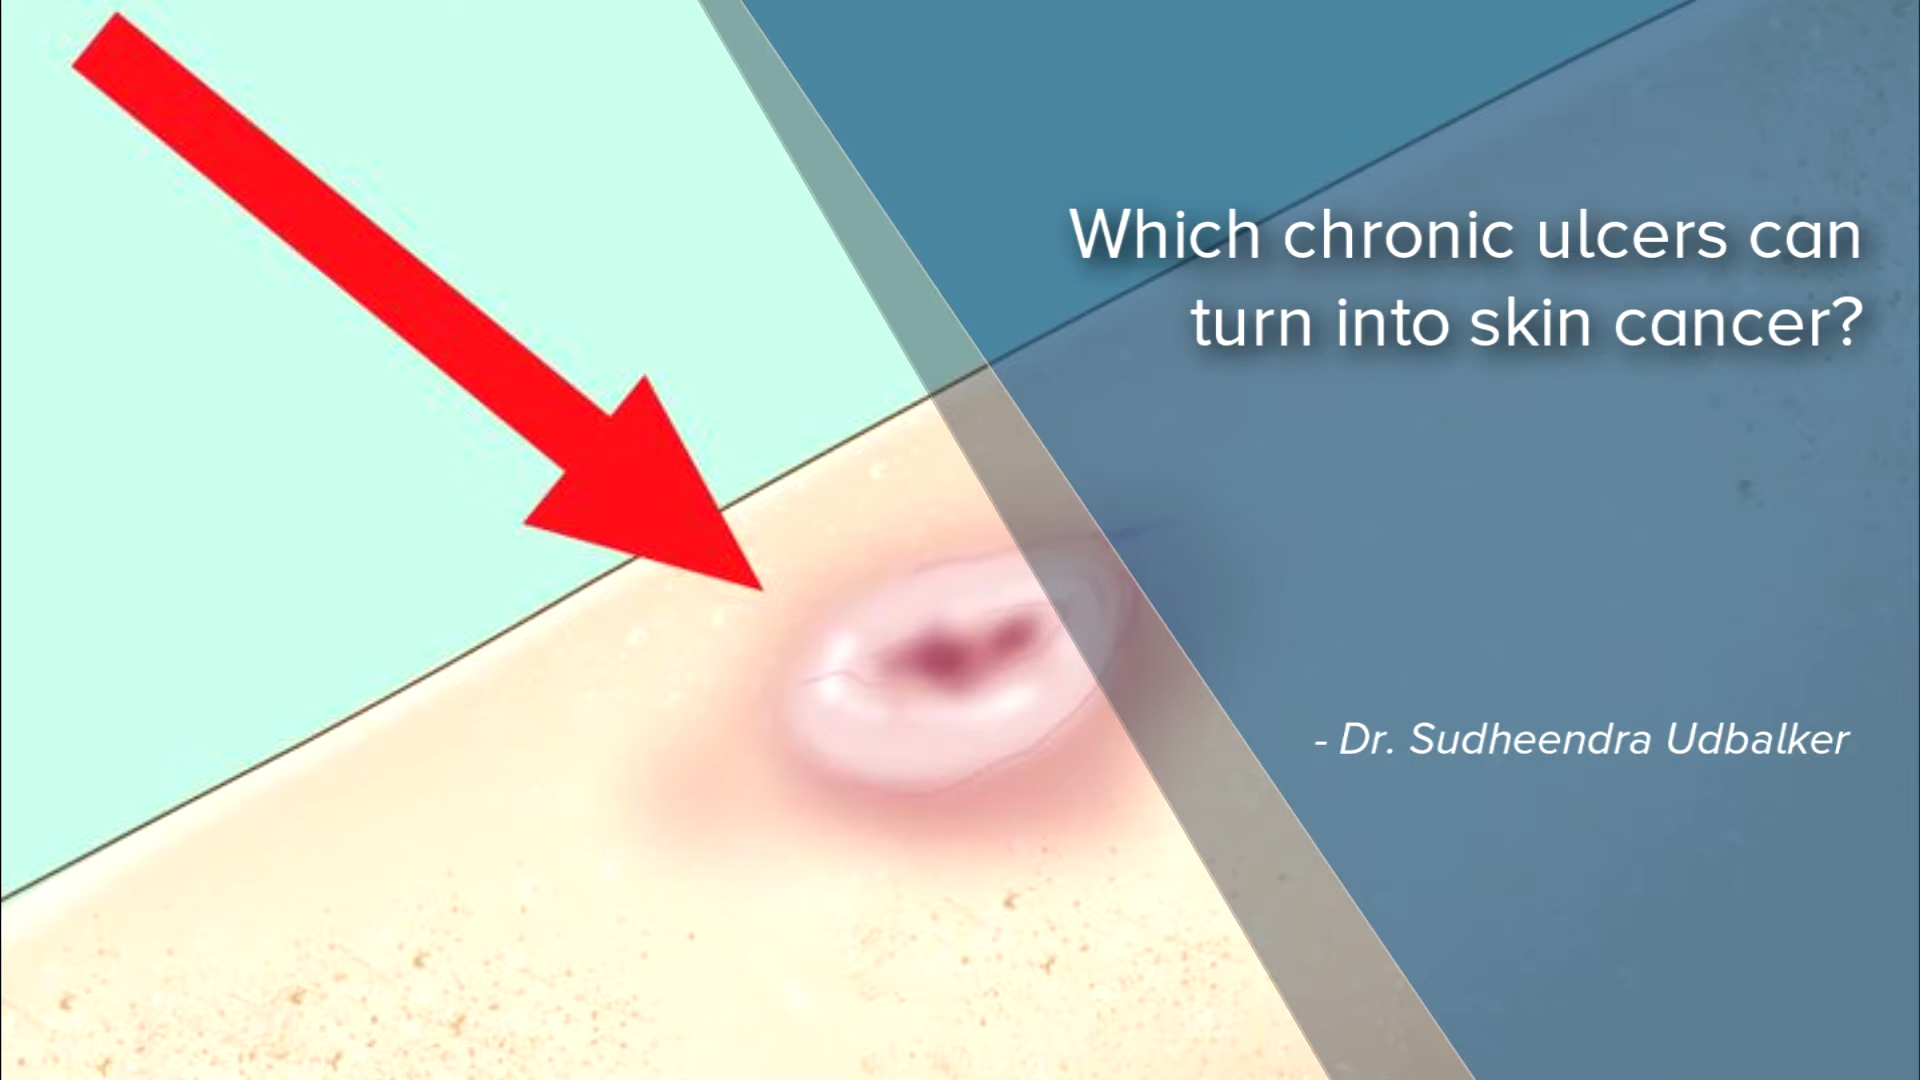 Which chronic ulcers can
turn into skin cancer?
- Dr. Sudheendra Udbalker